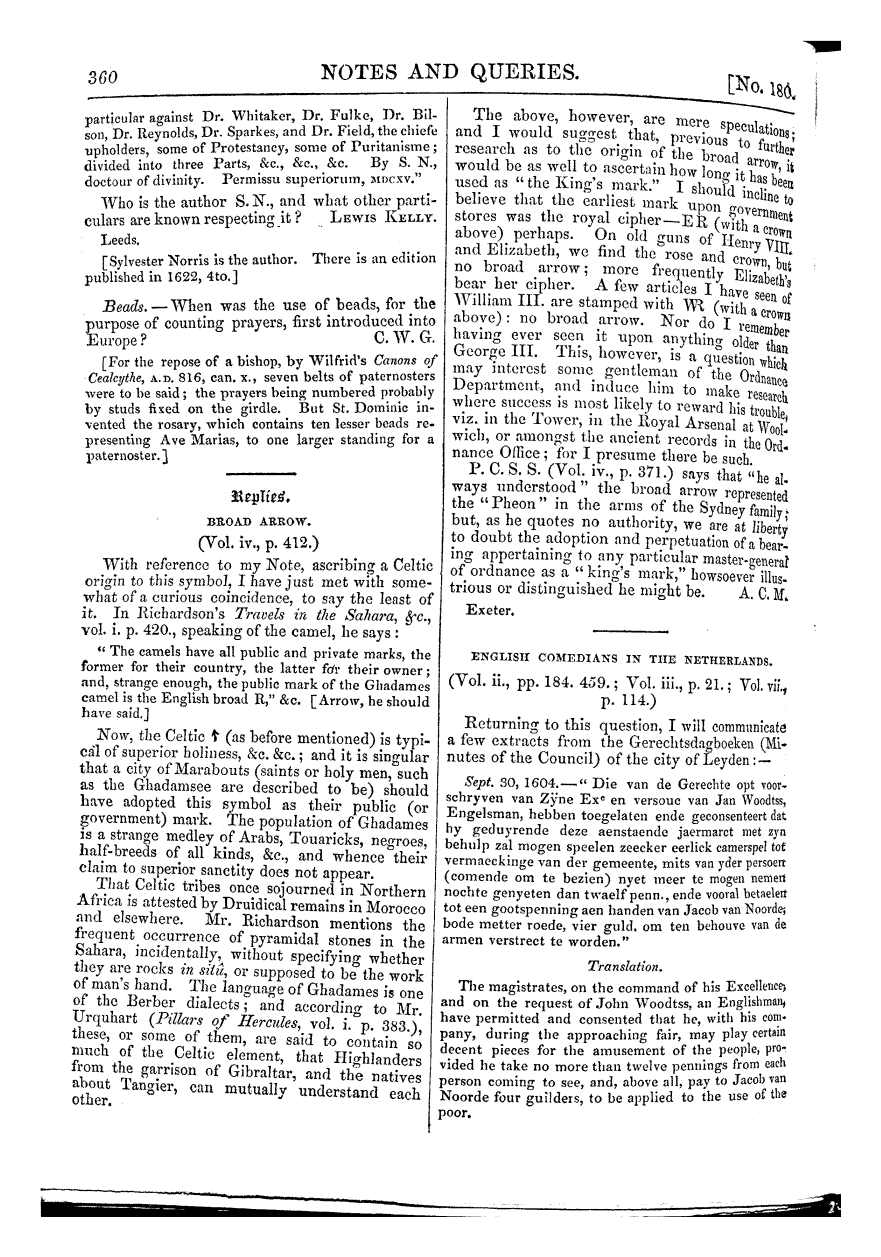 360
NOTES AND QUERIES.
[No. 180.
particular against Dr. Whitaker, Dr. Fulke, Dr. Bil-
son, Dr. Reynolds, Dr. Sparkes, and Dr. Field, the chiefe
upholders, some of Protestancy, some of Puritanisme;
divided into three Parts, &c., &c., &c. By S. N.,
doctour of divinity. Permissu superiorum, MDCXV."
Who is the author S. N., and what other parti-
culars are known respecting it? LEWIS KELLY.
Leeds.
[Sylvester Norris is the author. There is an edition
published in 1622, 4to.]
Beads. — When was the use of beads, for the
purpose of counting prayers, first introduced into
Europe? C. W. G.
[For the repose of a bishop, by Wilfrid's Canons of
Cealcythe, A.D. 816, can. x., seven belts of paternosters
were to be said; the prayers being numbered probably
by studs fixed on the girdle. But St. Dominic in-
vented the rosary, which contains ten lesser beads re-
presenting Ave Marias, to one larger standing for a
paternoster.]
Replies.
BROAD ARROW.
(Vol. iv., p. 412.)
With reference to my Note, ascribing a Celtic
origin to this symbol, I have just met with some-
what of a curious coincidence, to say the least of
it. In Richardson's Travels in the Sahara, &c.,
vol. i. p. 420., speaking of the camel, he says:
" The camels have all public and private marks, the
former for their country, the latter for their owner;
and, strange enough, the public mark of the Ghadames
camel is the English broad R," &c. [Arrow, he should
have said.]
Now, the Celtic ↑ (as before mentioned) is typi-
cal of superior holiness, &c. &c.; and it is singular
that a city of Marabouts (saints or holy men, such
as the Ghadamsee are described to be) should
have adopted this symbol as their public (or
government) mark. The population of Ghadames
is a strange medley of Arabs, Touaricks, negroes,
half-breeds of all kinds, &c., and whence their
claim to superior sanctity does not appear.
That Celtic tribes once sojourned in Northern
Africa is attested by Druidical remains in Morocco
and elsewhere. Mr. Richardson mentions the
frequent occurrence of pyramidal stones in the
Sahara, incidentally, without specifying whether
they are rocks in sitû, or supposed to be the work
of man's hand. The language of Ghadames is one
of the Berber dialects; and according to Mr.
Urquhart (Pillars of Hercules, vol. i. p. 383.),
these, or some of them, are said to contain so
much of the Celtic element, that Highlanders
from the garrison of Gibraltar, and the natives
about Tangier, can mutually understand each
other.
The above, however, are mere speculations;
and I would suggest that, previous to further
research as to the origin of the broad arrow, it
would be as well to ascertain how long it has been
used as "the King's mark." I should incline to
believe that the earliest mark upon government
stores was the royal cipher — ER (with a crown
above) perhaps. On old guns of Henry VIII.
and Elizabeth, we find the rose and crown, but
no broad arrow; more frequently Elizabeth's
bear her cipher. A few articles I have seen of
William III. are stamped with WR (with a crown
above): no broad arrow. Nor do I remember
having ever seen it upon anything older than
George III. This, however, is a question which
may interest some gentleman of the Ordnance
Department, and induce him to make research
where success is most likely to reward his trouble,
viz. in the Tower, in the Royal Arsenal at Wool-
wich, or amongst the ancient records in the Ord-
nance Office; for I presume there be such.
P. C. S. S. (Vol. iv., p. 371.) says that "he al-
ways understood" the broad arrow represented
the "Pheon" in the arms of the Sydney family;
but, as he quotes no authority, we are at liberty
to doubt the adoption and perpetuation of a bear-
ing appertaining to any particular master-general
of ordnance as a "king's mark," howsoever illus-
trious or distinguished he might be. A. C. M.
Exeter.
ENGLISH COMEDIANS IN THE NETHERLANDS.
(Vol. ii., pp. 184. 459.; Vol. iii., p. 21.; Vol. vii.,
p. 114.)
Returning to this question, I will communicate
a few extracts from the Gerechtsdagboeken (Mi-
nutes of the Council) of the city of Leyden:—
Sept. 30, 1604.—" Die van de Gerechte opt voor-
schryven van Zÿne Exe en versouc van Jan Woodtss,
Engelsman, hebben toegelaten ende geconsenteert dat
hy geduyrende deze aenstaende jaermarct met zyn
behulp zal mogen speelen zeecker eerlick camerspel tot
vermaeckinge van der gemeente, mits van yder persoen
(comende om te bezien) nyet meer te mogen nemen
nochte genyeten dan twaelf penn., ende vooral betaelen
tot een gootspenning aen handen van Jacob van Noorde,
bode metter roede, vier guld. om ten behouve van de
armen verstrect te worden."
Translation.
The magistrates, on the command of his Excellence,
and on the request of John Woodtss, an Englishman,
have permitted and consented that he, with his com-
pany, during the approaching fair, may play certain
decent pieces for the amusement of the people, pro-
vided he take no more than twelve pennings from each
person coming to see, and, above all, pay to Jacob van
Noorde four guilders, to be applied to the use of the
poor.